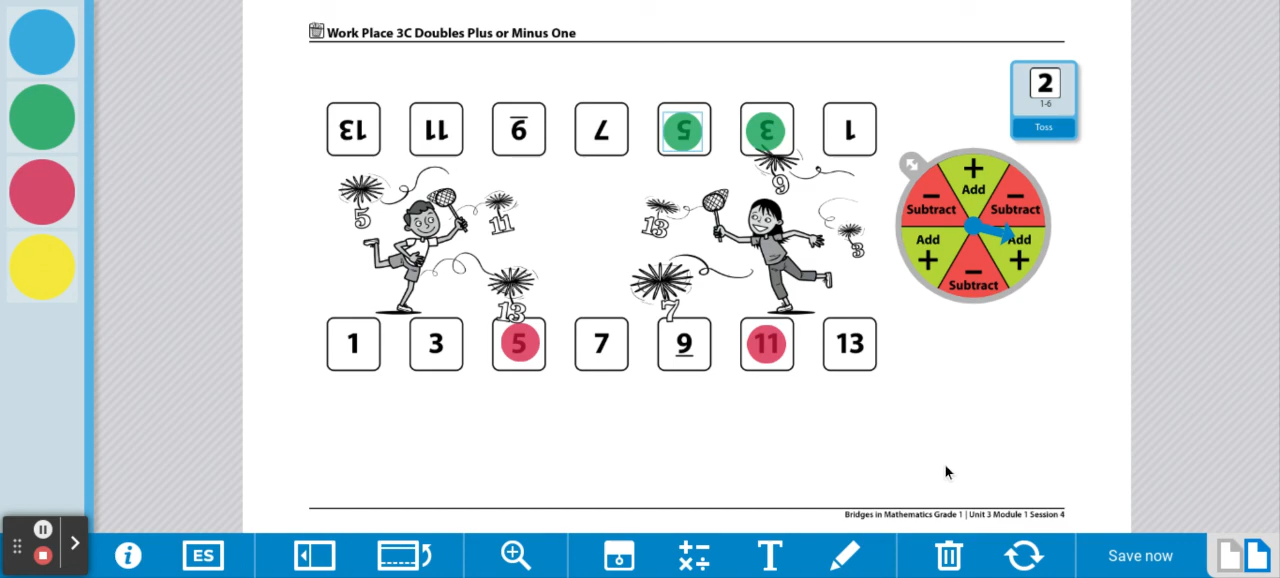 Work Place 3C Doubles Plus or Minus One
2
1-6
Toss
13 11 9 7 5 3 1
5 11 13 9 3
13 7
+ Add
− Subtract
Add +
− Subtract
Add +
− Subtract
1 3 5 7 9 11 13
Bridges in Mathematics Grade 1 | Unit 3 Module 1 Session 4
ES
Save now